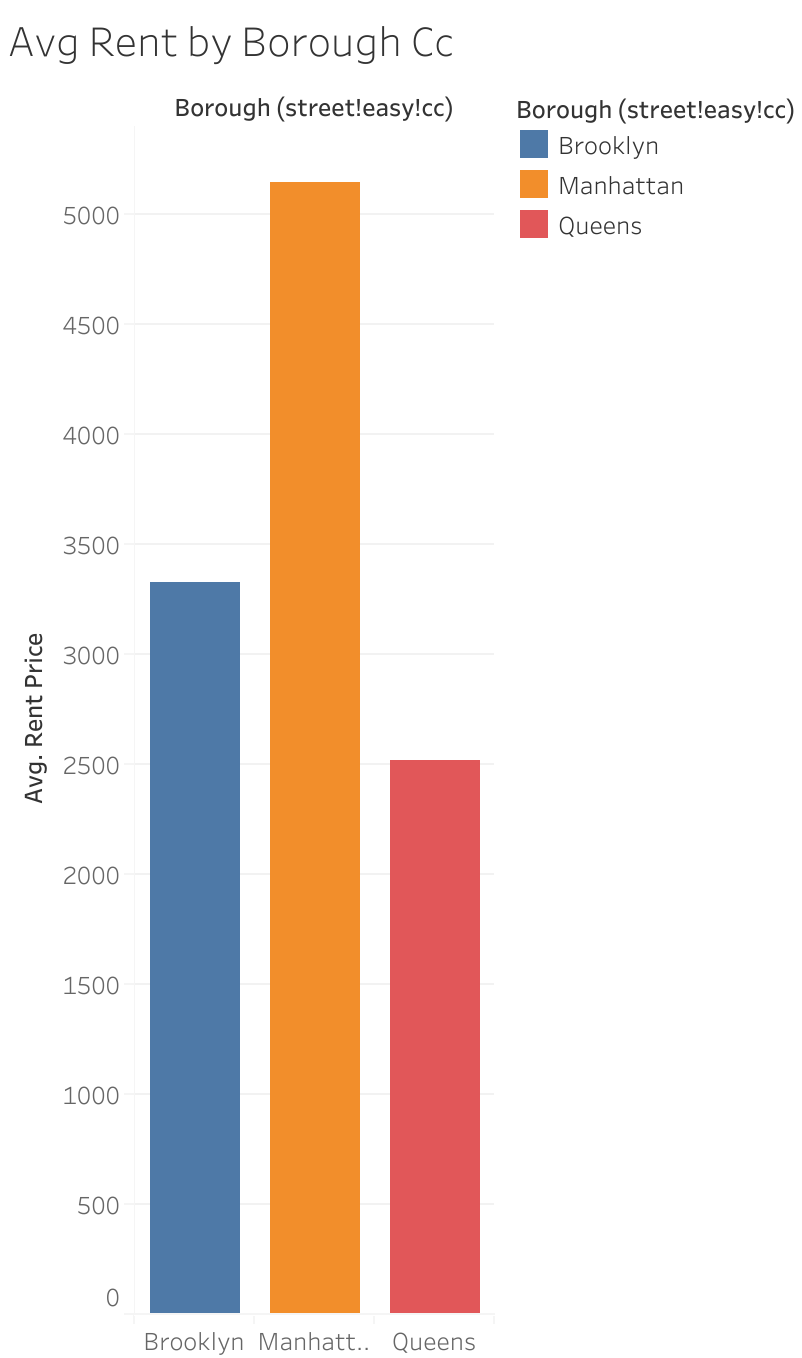 Avg Rent by Borough Cc
Borough (street!easy!cc)
Borough (street!easy!cc)
Brooklyn
Manhattan
Queens
5000
4500
4000
3500
3000
2500
2000
1500
1000
500
0
Avg. Rent Price
Brooklyn Manhatt.. Queens